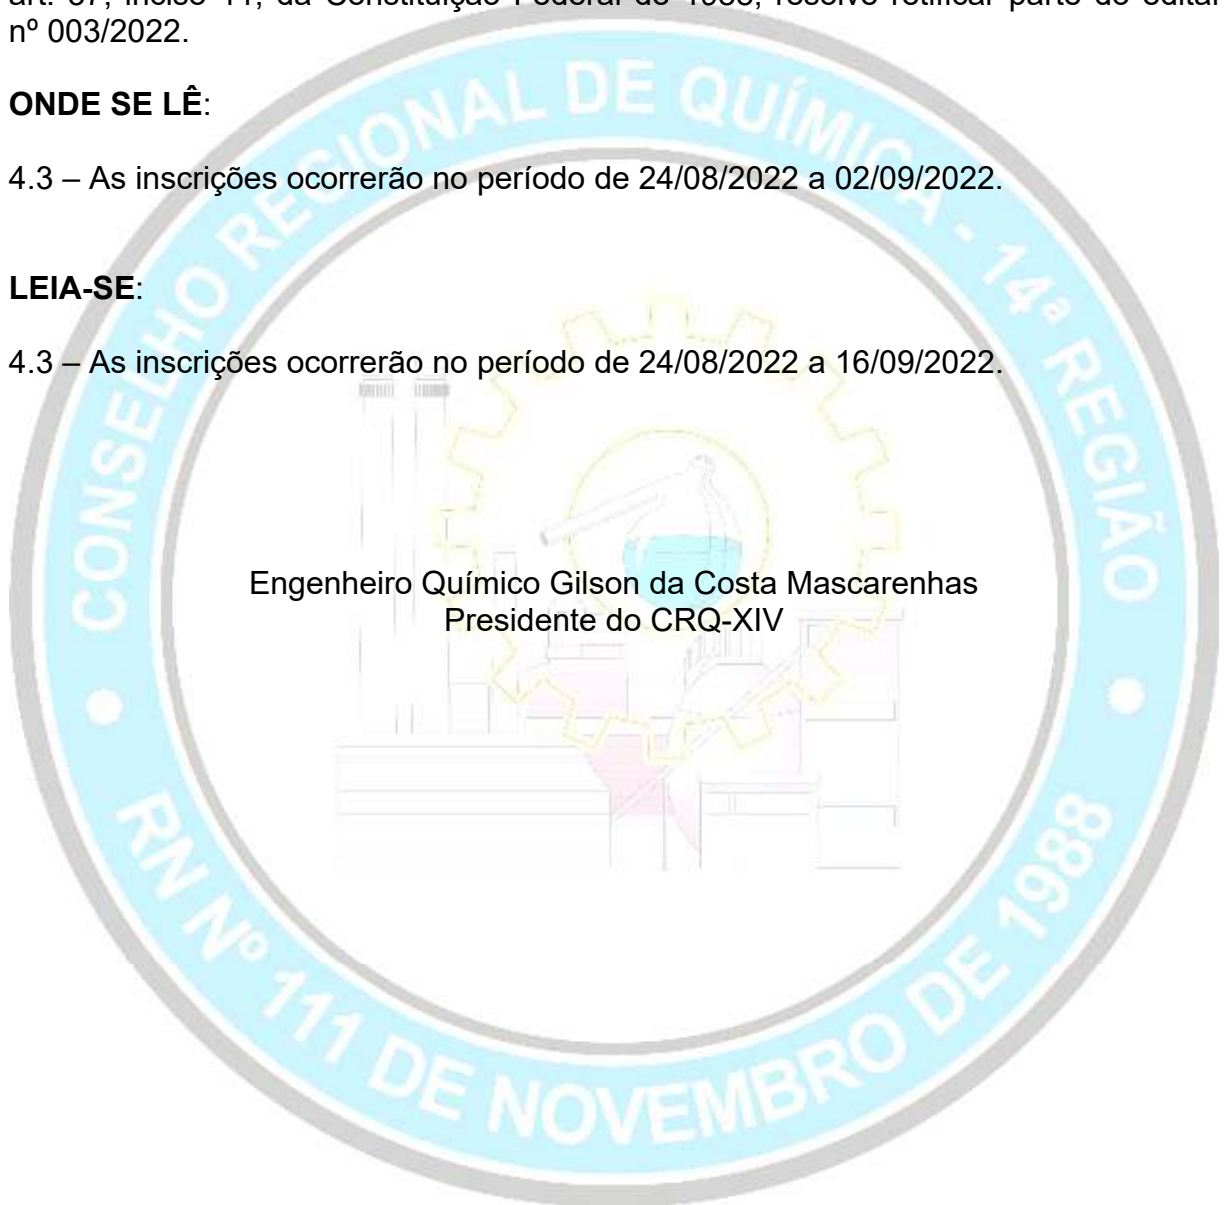 art. 37, inciso 11, da Constituição Federal de 1988, resolve retificar parte do edital
nº 003/2022.
ONDE SE LÊ:
4.3 – As inscrições ocorrerão no período de 24/08/2022 a 02/09/2022.
LEIA-SE:
4.3 – As inscrições ocorrerão no período de 24/08/2022 a 16/09/2022.
Engenheiro Químico Gilson da Costa Mascarenhas
Presidente do CRQ-XIV
CONSELHO REGIONAL DE QUÍMICA - 14ª REGIÃO
RN Nº 111 DE NOVEMBRO DE 1988